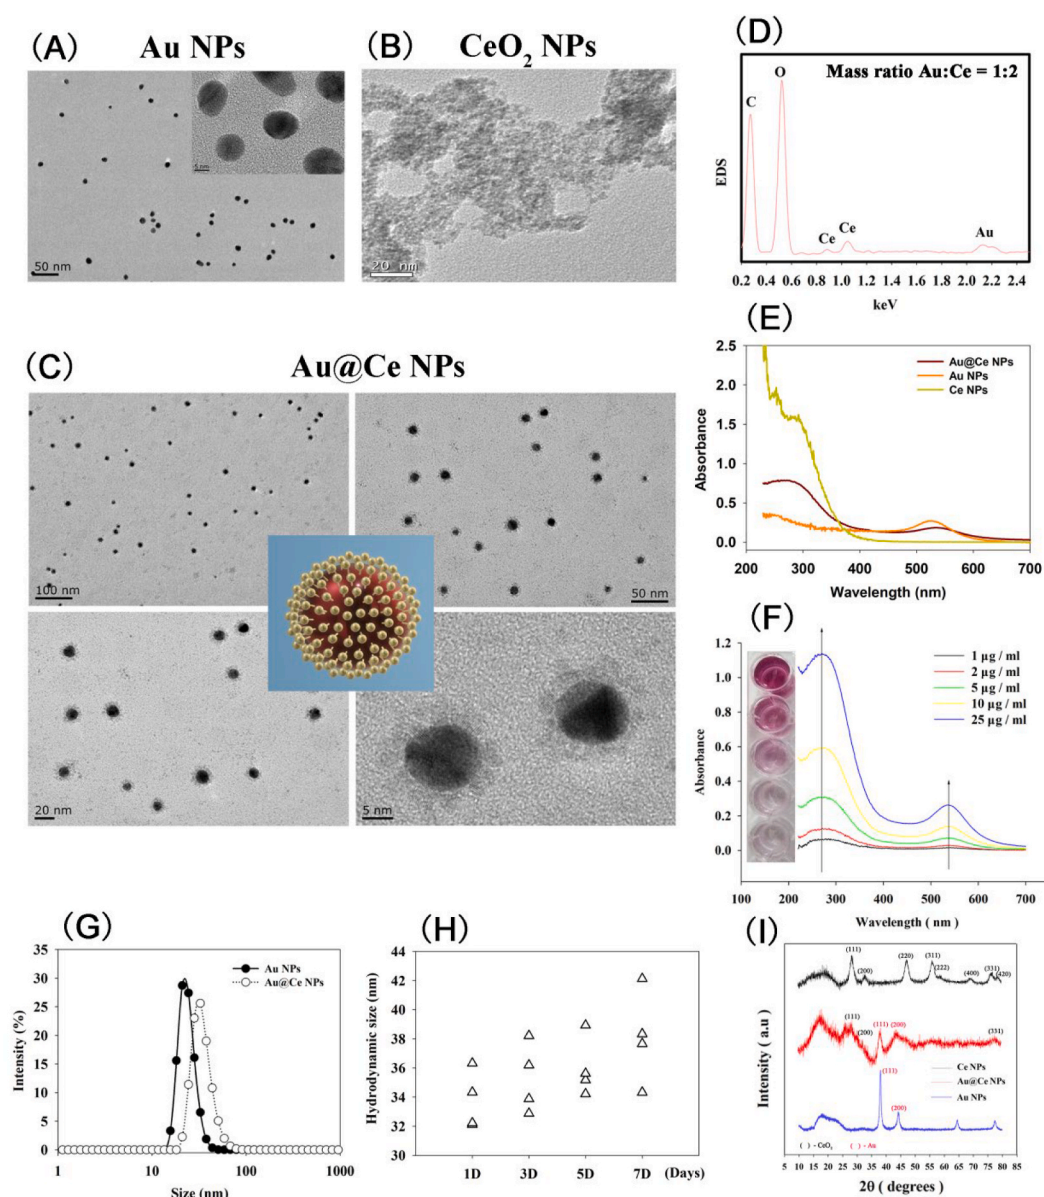 (A) Au NPs
5 nm
50 nm
(B) CeO₂ NPs
20 nm
(C) Au@Ce NPs
100 nm
50 nm
20 nm
5 nm
(D)
Mass ratio Au:Ce = 1:2
C
O
Ce
Ce
Au
EDS
0.2 0.4 0.6 0.8 1.0 1.2 1.4 1.6 1.8 2.0 2.2 2.4
keV
(E)
2.5
2.0
1.5
1.0
0.5
0.0
Absorbance
Au@Ce NPs
Au NPs
Ce NPs
200 300 400 500 600 700
Wavelength (nm)
(F)
1.2
1.0
0.8
0.6
0.4
0.2
0.0
Absorbance
1 µg / ml
2 µg / ml
5 µg / ml
10 µg / ml
25 µg / ml
100 200 300 400 500 600 700
Wavelength ( nm )
(G)
35
30
25
20
15
10
5
0
Intensity (%)
Au NPs
Au@Ce NPs
1 10 100 1000
Size (nm)
(H)
44
42
40
38
36
34
32
30
Hydrodynamic size (nm)
1D 3D 5D 7D (Days)
(I)
Intensity ( a.u )
(111) (200) (220) (311) (222) (400) (331) (420)
(111) (200) (111) (200) (331)
(111) (200)
Ce NPs
Au@Ce NPs
Au NPs
( ) - CeO₂ ( ) - Au
10 15 20 25 30 35 40 45 50 55 60 65 70 75 80 85
2θ ( degrees )